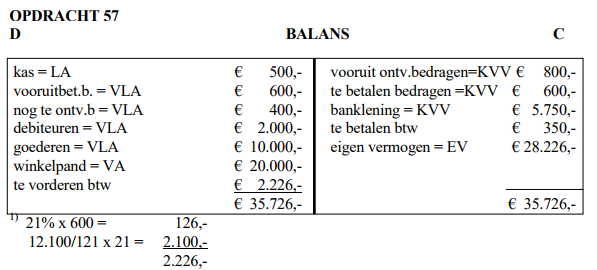 OPDRACHT 57
D BALANS C
kas = LA € 500,- vooruit ontv.bedragen=KVV € 800,-
vooruitbet.b. = VLA € 600,- te betalen bedragen =KVV € 600,-
nog te ontv.b = VLA € 400,- banklening = KVV € 5.750,-
debiteuren = VLA € 2.000,- te betalen btw € 350,-
goederen = VLA € 10.000,- eigen vermogen = EV € 28.226,-
winkelpand = VA € 20.000,-
te vorderen btw € 2.226,-
€ 35.726,- € 35.726,-
1) 21% x 600 = 126,-
12.100/121 x 21 = 2.100,-
2.226,-